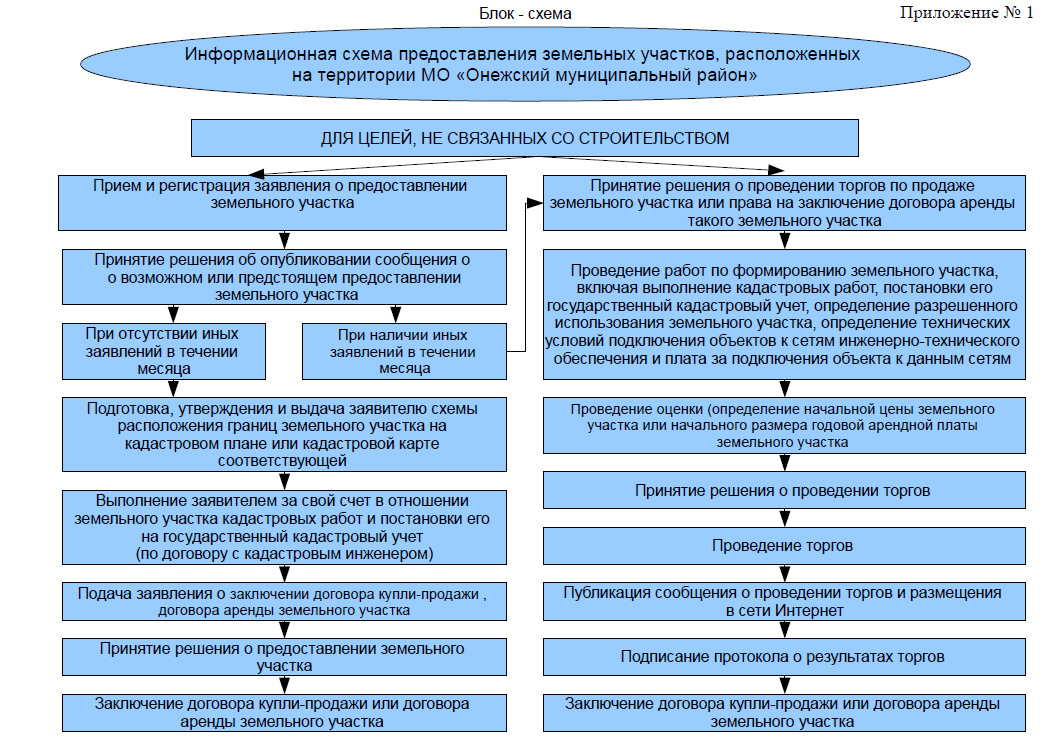 Блок - схема
Приложение № 1
Информационная схема предоставления земельных участков, расположенных
на территории МО «Онежский муниципальный район»
ДЛЯ ЦЕЛЕЙ, НЕ СВЯЗАННЫХ СО СТРОИТЕЛЬСТВОМ
Прием и регистрация заявления о предоставлении
земельного участка
Принятие решения об опубликовании сообщения о
о возможном или предстоящем предоставлении
земельного участка
При отсутствии иных
заявлений в течении
месяца
При наличии иных
заявлений в течении
месяца
Подготовка, утверждения и выдача заявителю схемы
расположения границ земельного участка на
кадастровом плане или кадастровой карте
соответствующей
Выполнение заявителем за свой счет в отношении
земельного участка кадастровых работ и постановки его
на государственный кадастровый учет
(по договору с кадастровым инженером)
Подача заявления о заключении договора купли-продажи ,
договора аренды земельного участка
Принятие решения о предоставлении земельного
участка
Заключение договора купли-продажи или договора
аренды земельного участка
Принятие решения о проведении торгов по продаже
земельного участка или права на заключение договора аренды
такого земельного участка
Проведение работ по формированию земельного участка,
включая выполнение кадастровых работ, постановки его
государственный кадастровый учет, определение разрешенного
использования земельного участка, определение технических
условий подключения объектов к сетям инженерно-технического
обеспечения и плата за подключения объекта к данным сетям
Проведение оценки (определение начальной цены земельного
участка или начального размера годовой арендной платы
земельного участка
Принятие решения о проведении торгов
Проведение торгов
Публикация сообщения о проведении торгов и размещения
в сети Интернет
Подписание протокола о результатах торгов
Заключение договора купли-продажи или договора аренды
земельного участка